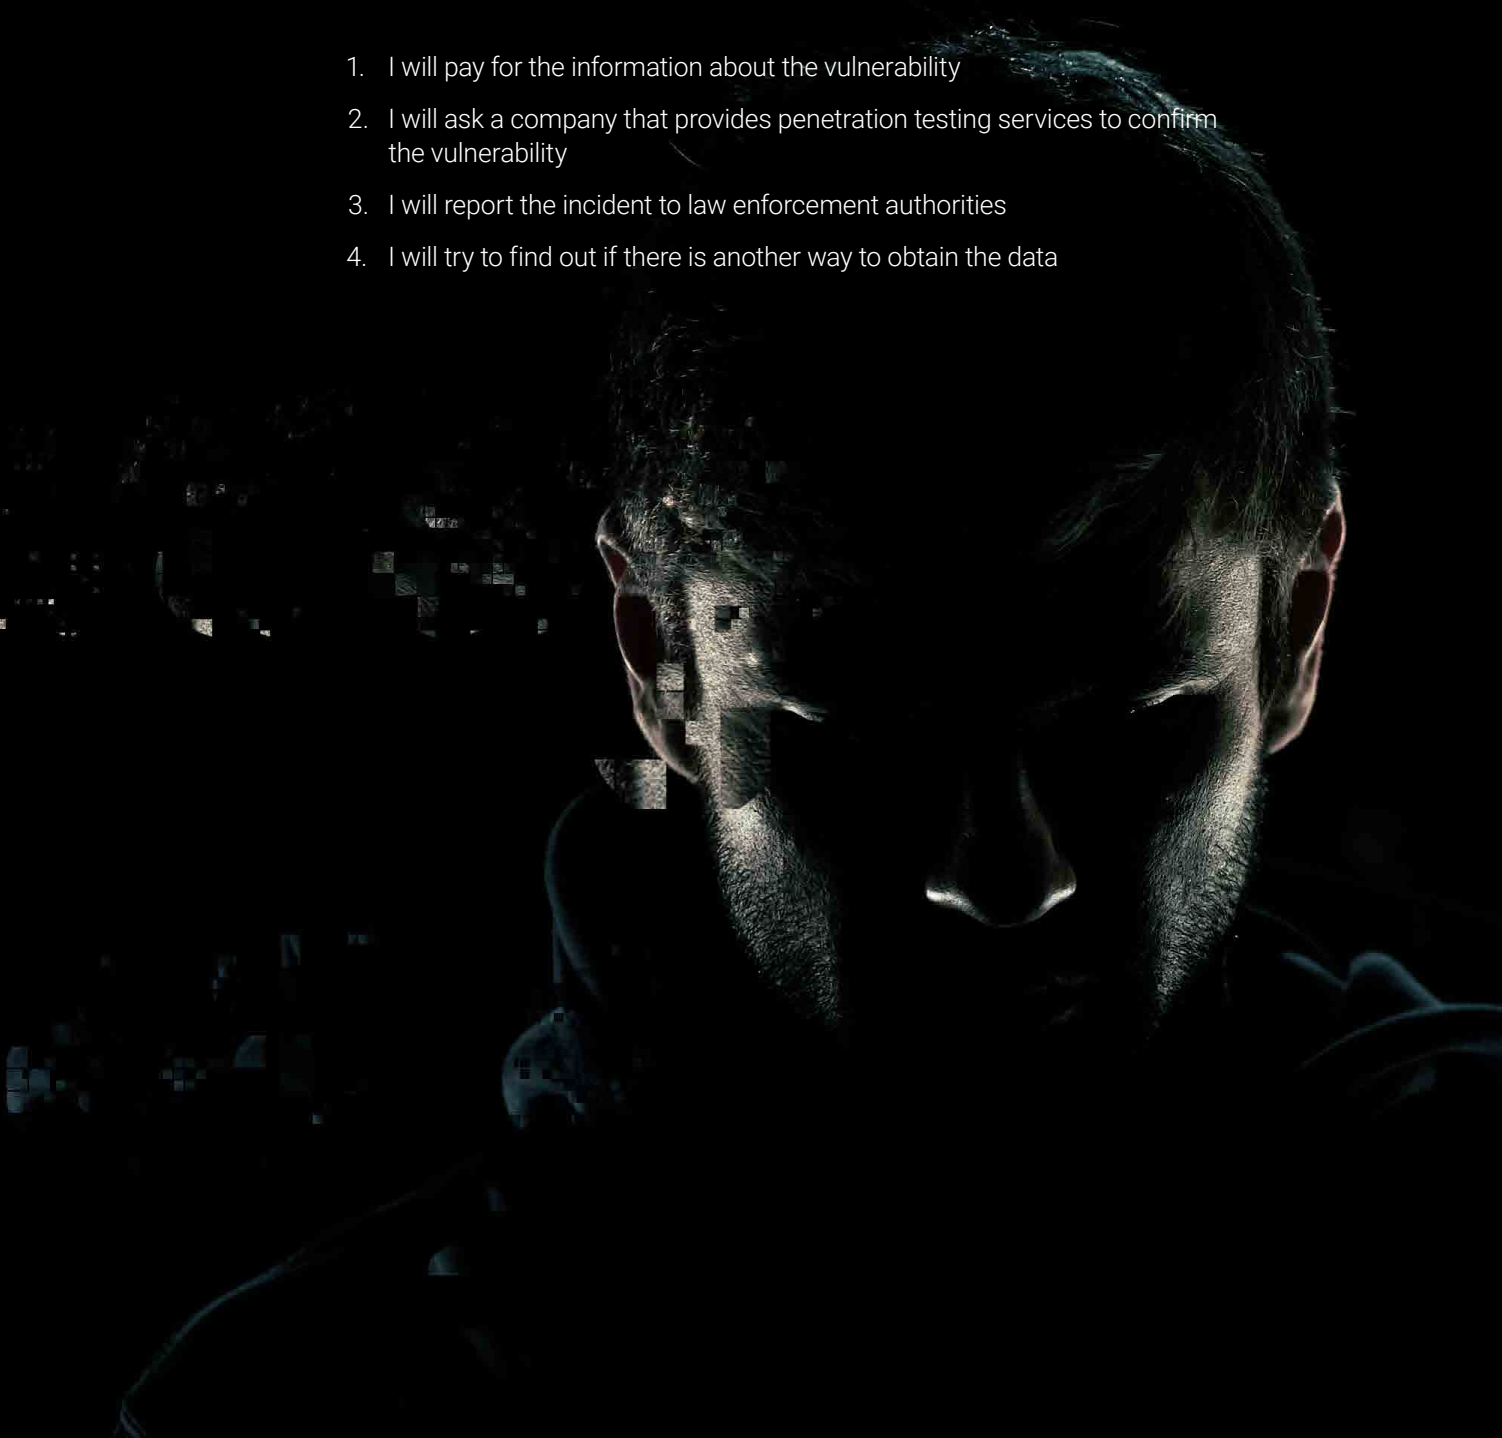 1. I will pay for the information about the vulnerability
2. I will ask a company that provides penetration testing services to confirm
the vulnerability
3. I will report the incident to law enforcement authorities
4. I will try to find out if there is another way to obtain the data